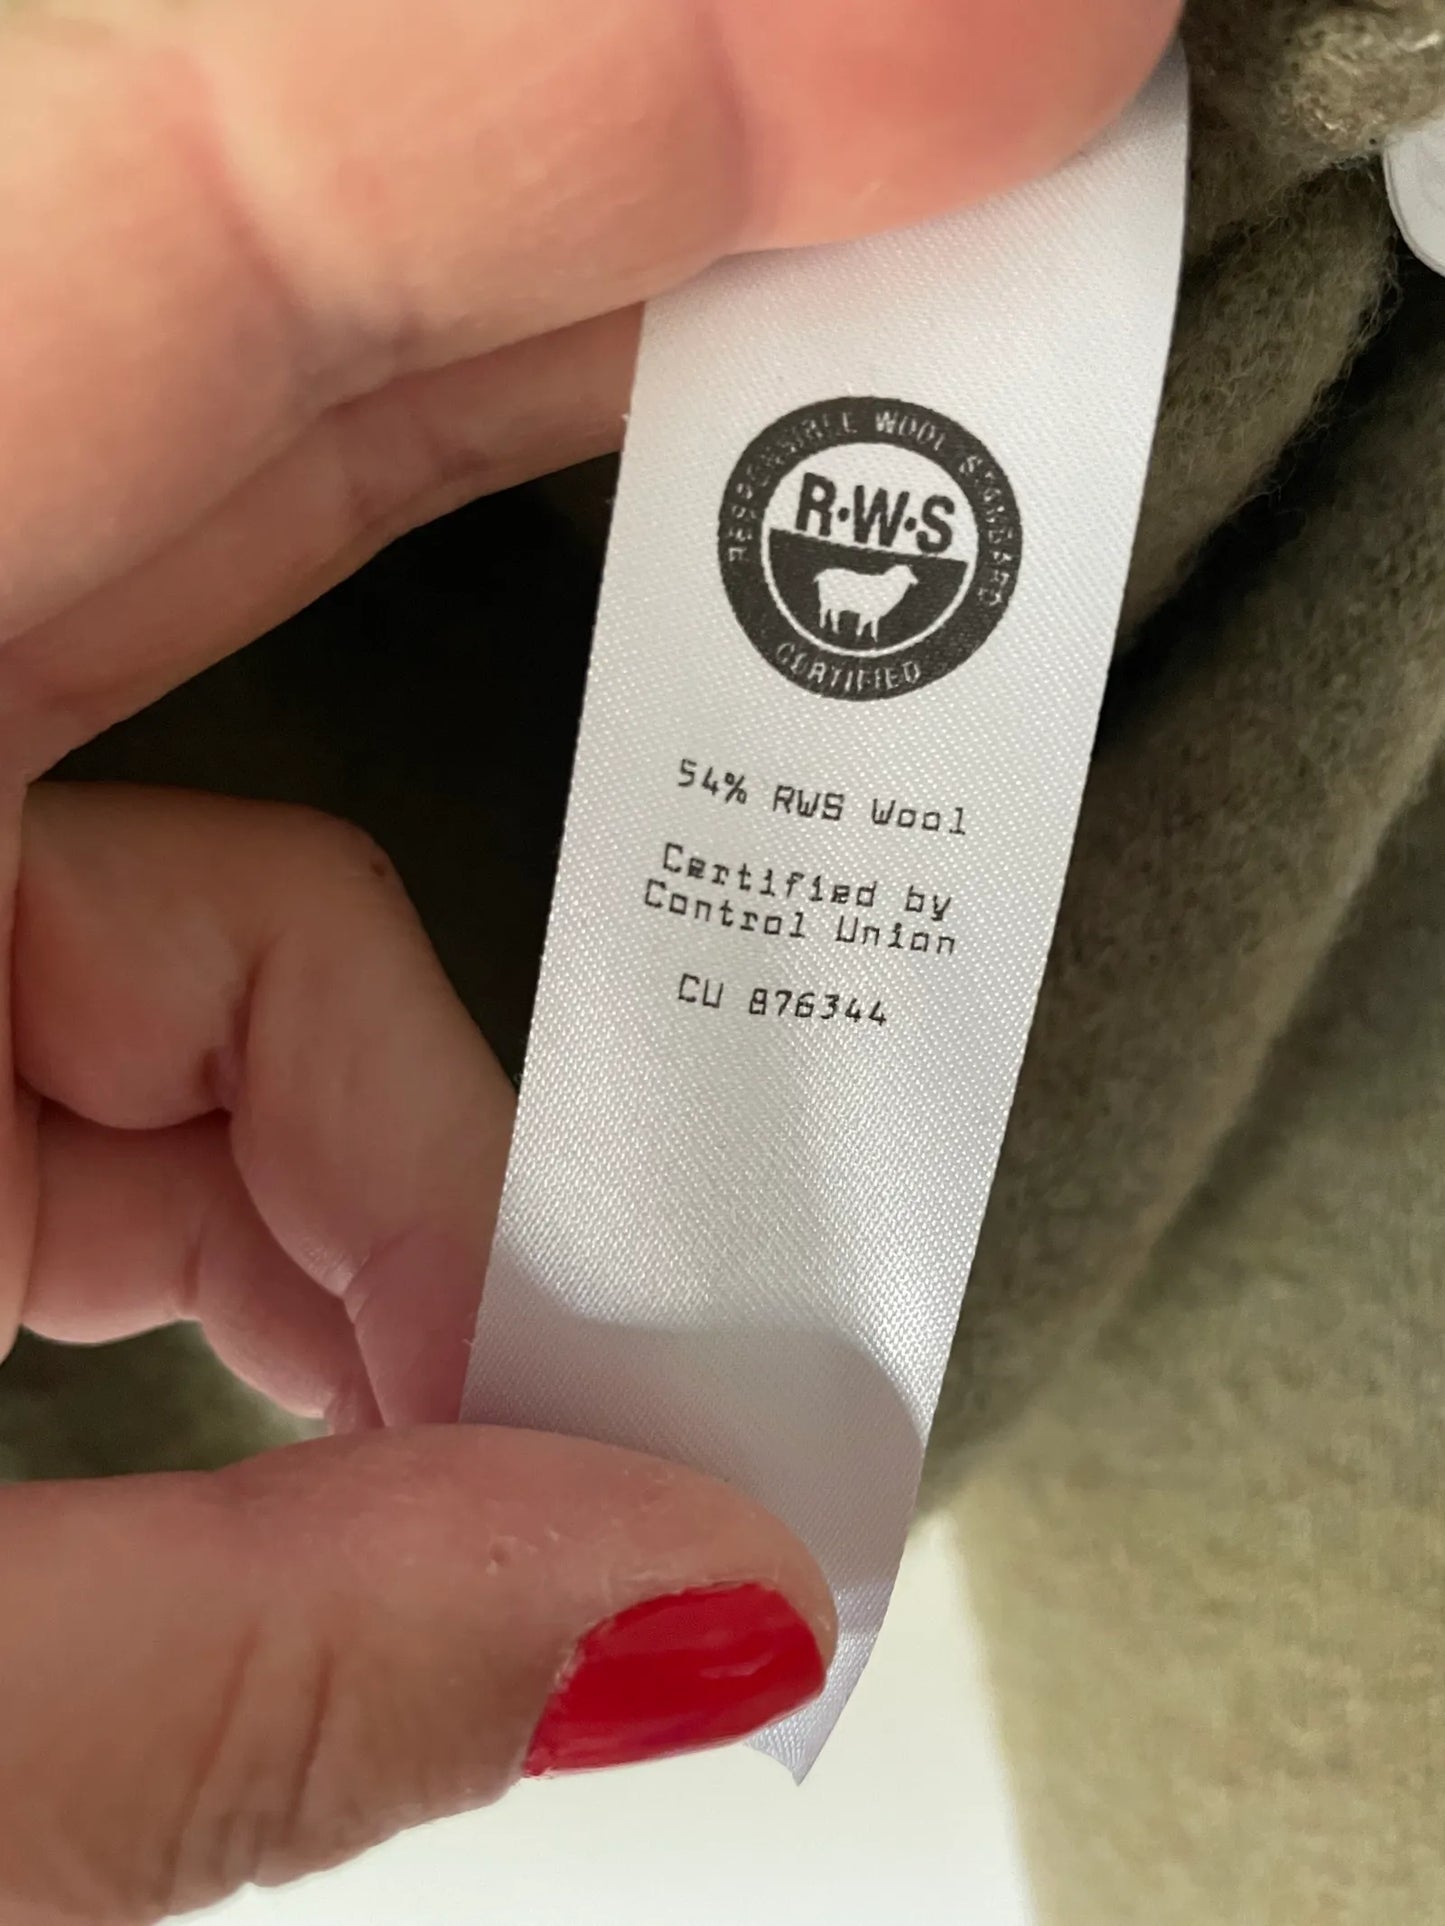 RESPONSIBLE WOOL STANDARD
R·W·S
CERTIFIED
54% RWS Wool
Certified by
Control Union
CU 876344